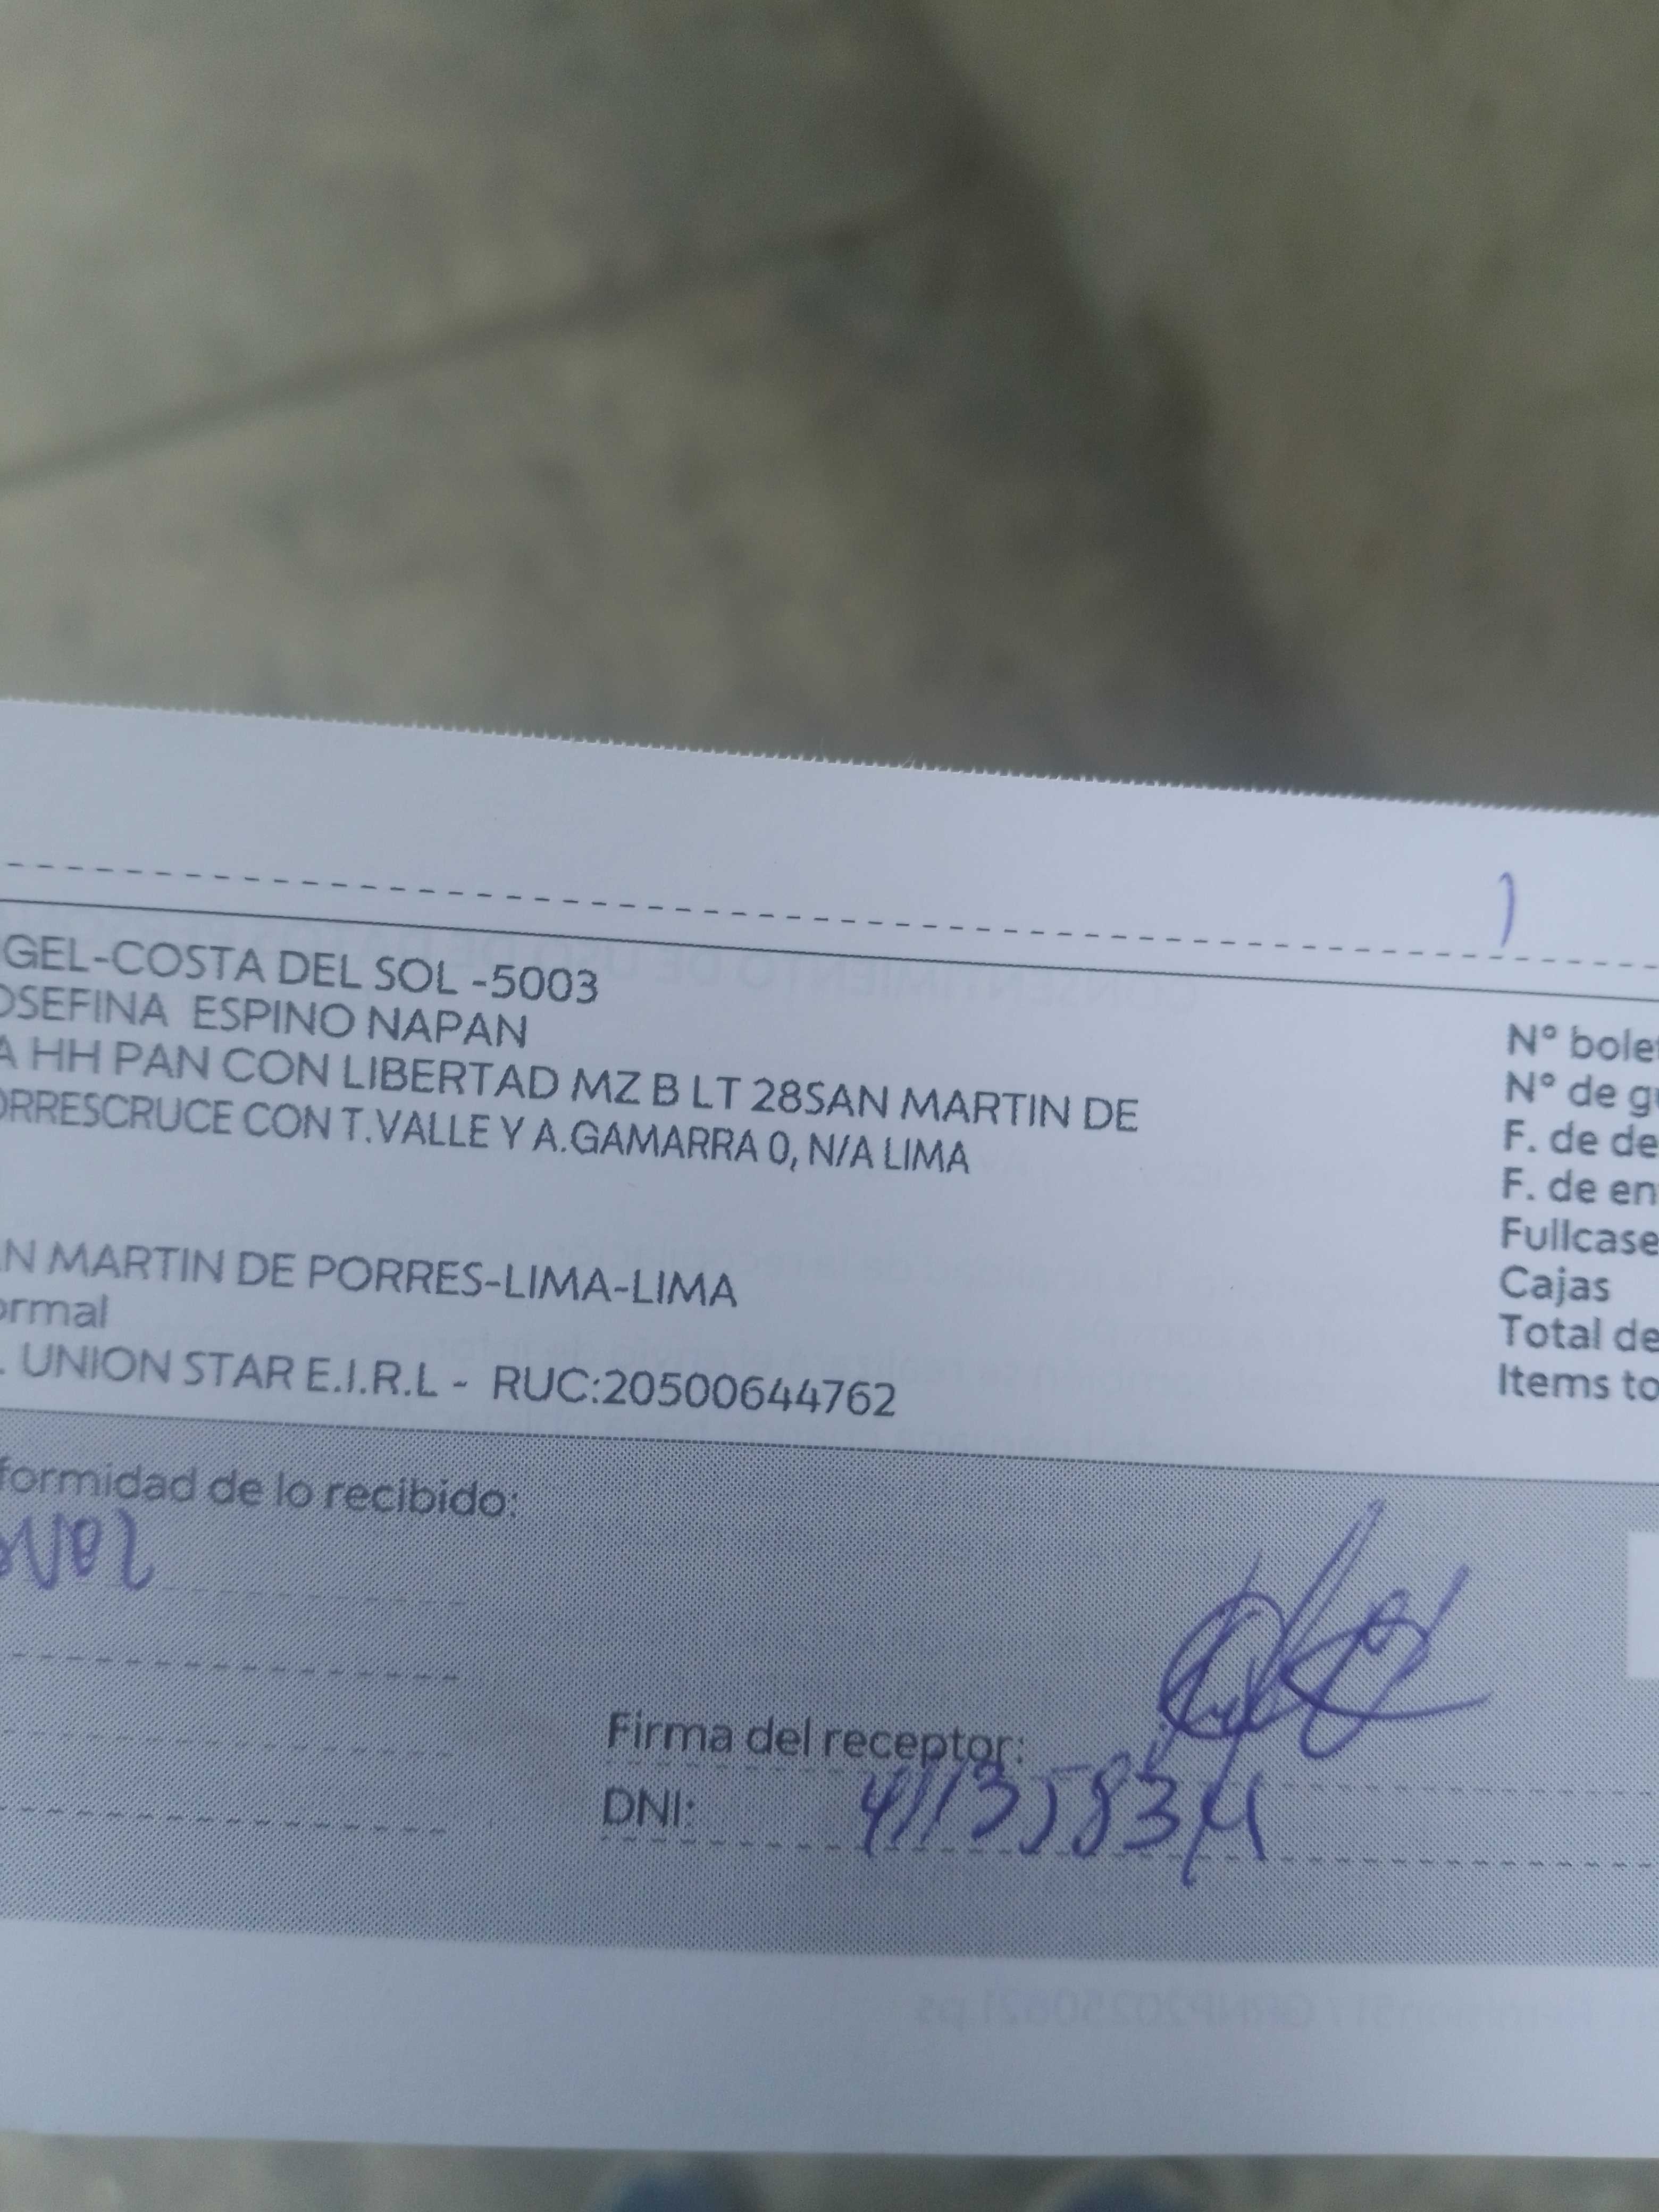 GEL-COSTA DEL SOL -5003
OSEFINA ESPINO NAPAN
A HH PAN CON LIBERTAD MZ B LT 28SAN MARTIN DE
ORRESCRUCE CON T.VALLE Y A.GAMARRA 0, N/A LIMA
N MARTIN DE PORRES-LIMA-LIMA
ormal
. UNION STAR E.I.R.L - RUC:20500644762
N° bole
N° de g
F. de de
F. de en
Fullcase
Cajas
Total de
Items to
formidad de lo recibido:
Firma del receptor:
DNI: 41135834